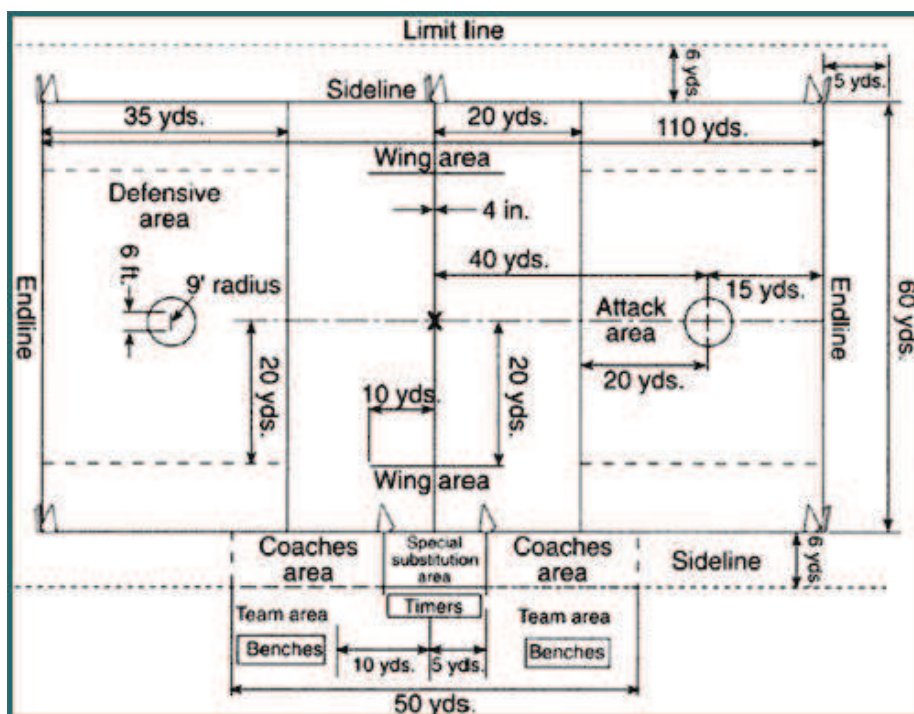 Limit line
6 yds.
5 yds.
Sideline
35 yds.
20 yds.
110 yds.
Wing area
Defensive
area
4 in.
6 ft.
40 yds.
9' radius
15 yds.
Endline
X
Attack
area
Endline
60 yds.
20 yds.
20 yds.
10 yds.
20 yds.
Wing area
Coaches
area
Special
substitution
area
Coaches
area
Sideline
6 yds.
Timers
Team area
Team area
Benches
10 yds.
5 yds.
Benches
50 yds.